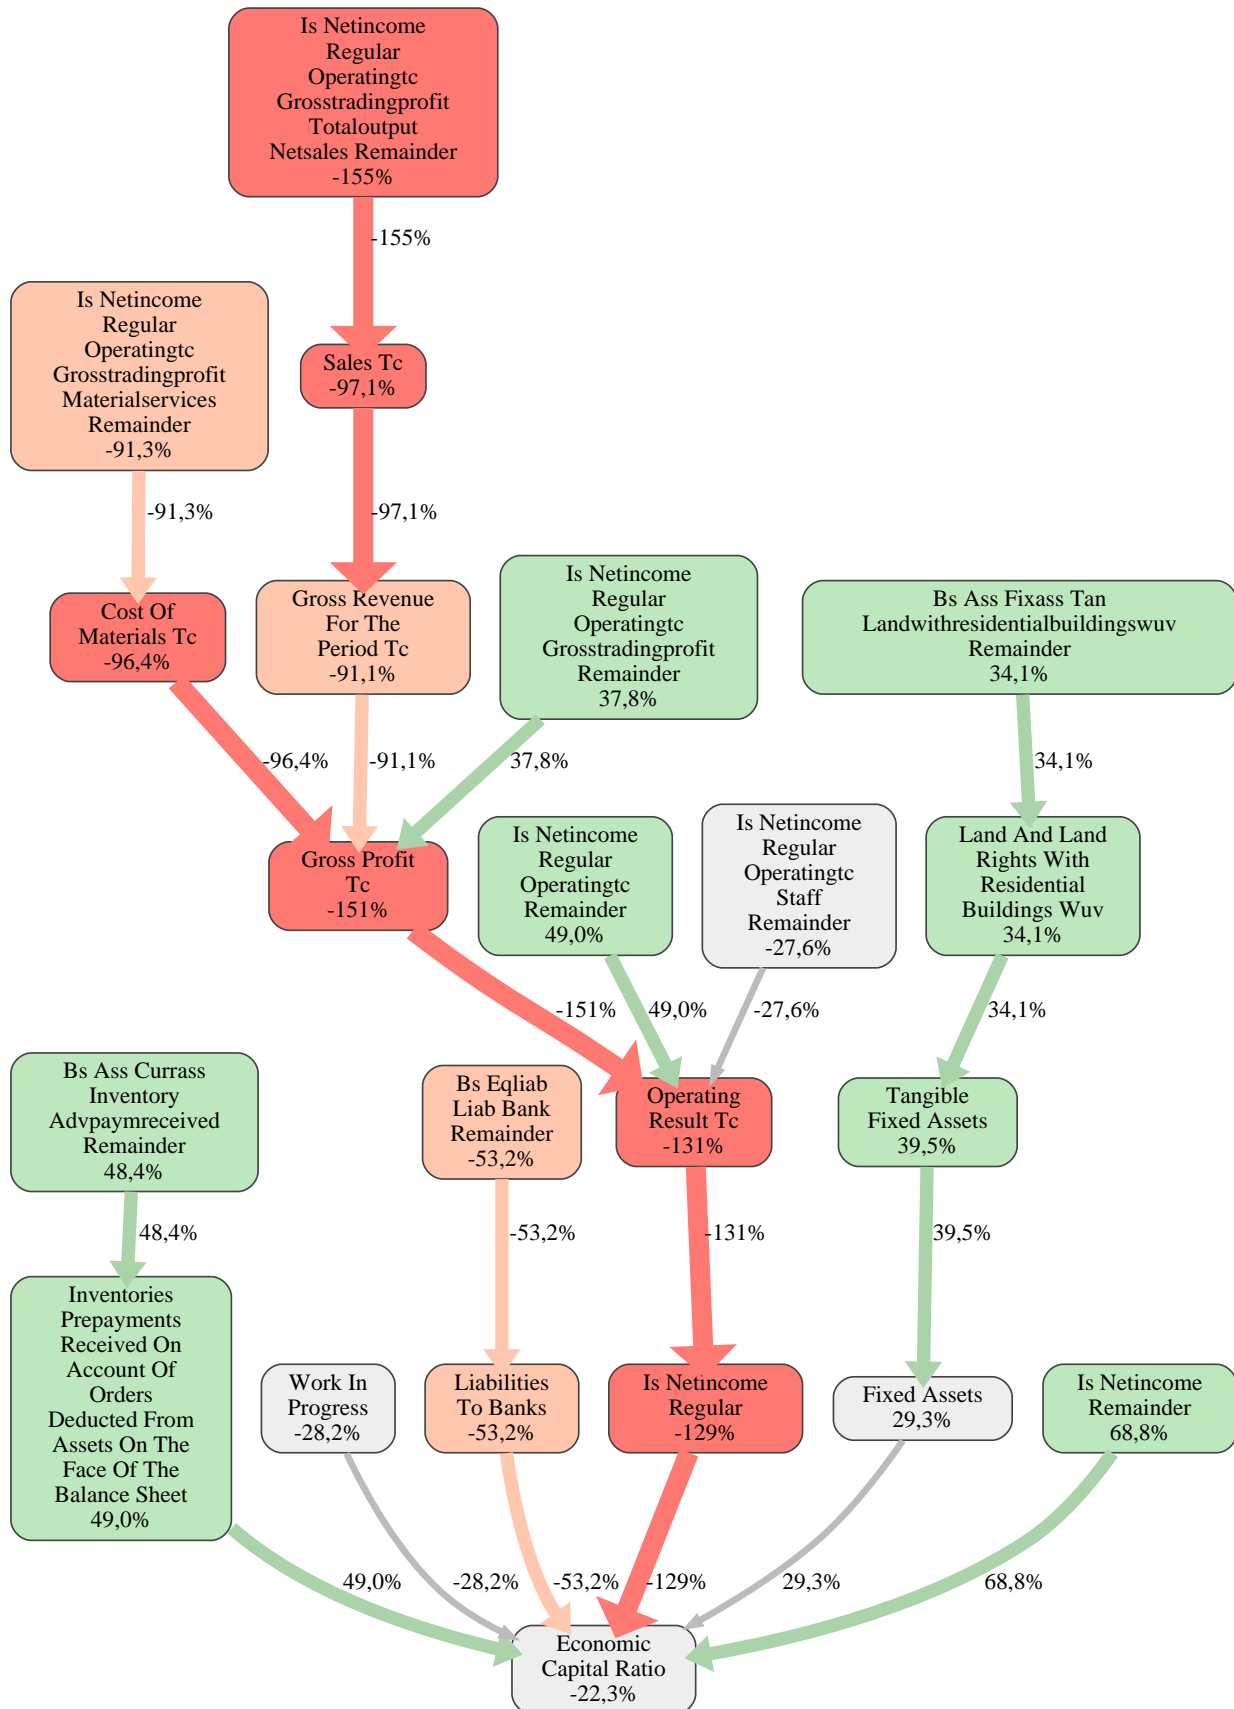 Is Netincome
Regular
Operatingtc
Grosstradingprofit
Totaloutput
Netsales Remainder
-155%
-155%
Is Netincome
Regular
Operatingtc
Grosstradingprofit
Materialservices
Remainder
-91,3%
Sales Tc
-97,1%
-91,3%
-97,1%
Cost Of
Materials Tc
-96,4%
Gross Revenue
For The
Period Tc
-91,1%
Is Netincome
Regular
Operatingtc
Grosstradingprofit
Remainder
37,8%
Bs Ass Fixass Tan
Landwithresidentialbuildingswuv
Remainder
34,1%
-96,4%
-91,1%
37,8%
34,1%
Gross Profit
Tc
-151%
Is Netincome
Regular
Operatingtc
Remainder
49,0%
Is Netincome
Regular
Operatingtc
Staff
Remainder
-27,6%
Land And Land
Rights With
Residential
Buildings Wuv
34,1%
-151%
49,0%
-27,6%
34,1%
Bs Ass Currass
Inventory
Advpaymreceived
Remainder
48,4%
Bs Eqliab
Liab Bank
Remainder
-53,2%
Operating
Result Tc
-131%
Tangible
Fixed Assets
39,5%
48,4%
-53,2%
-131%
39,5%
Inventories
Prepayments
Received On
Account Of
Orders
Deducted From
Assets On The
Face Of The
Balance Sheet
49,0%
Work In
Progress
-28,2%
Liabilities
To Banks
-53,2%
Is Netincome
Regular
-129%
Fixed Assets
29,3%
Is Netincome
Remainder
68,8%
49,0%
-28,2%
-53,2%
-129%
29,3%
68,8%
Economic
Capital Ratio
-22,3%